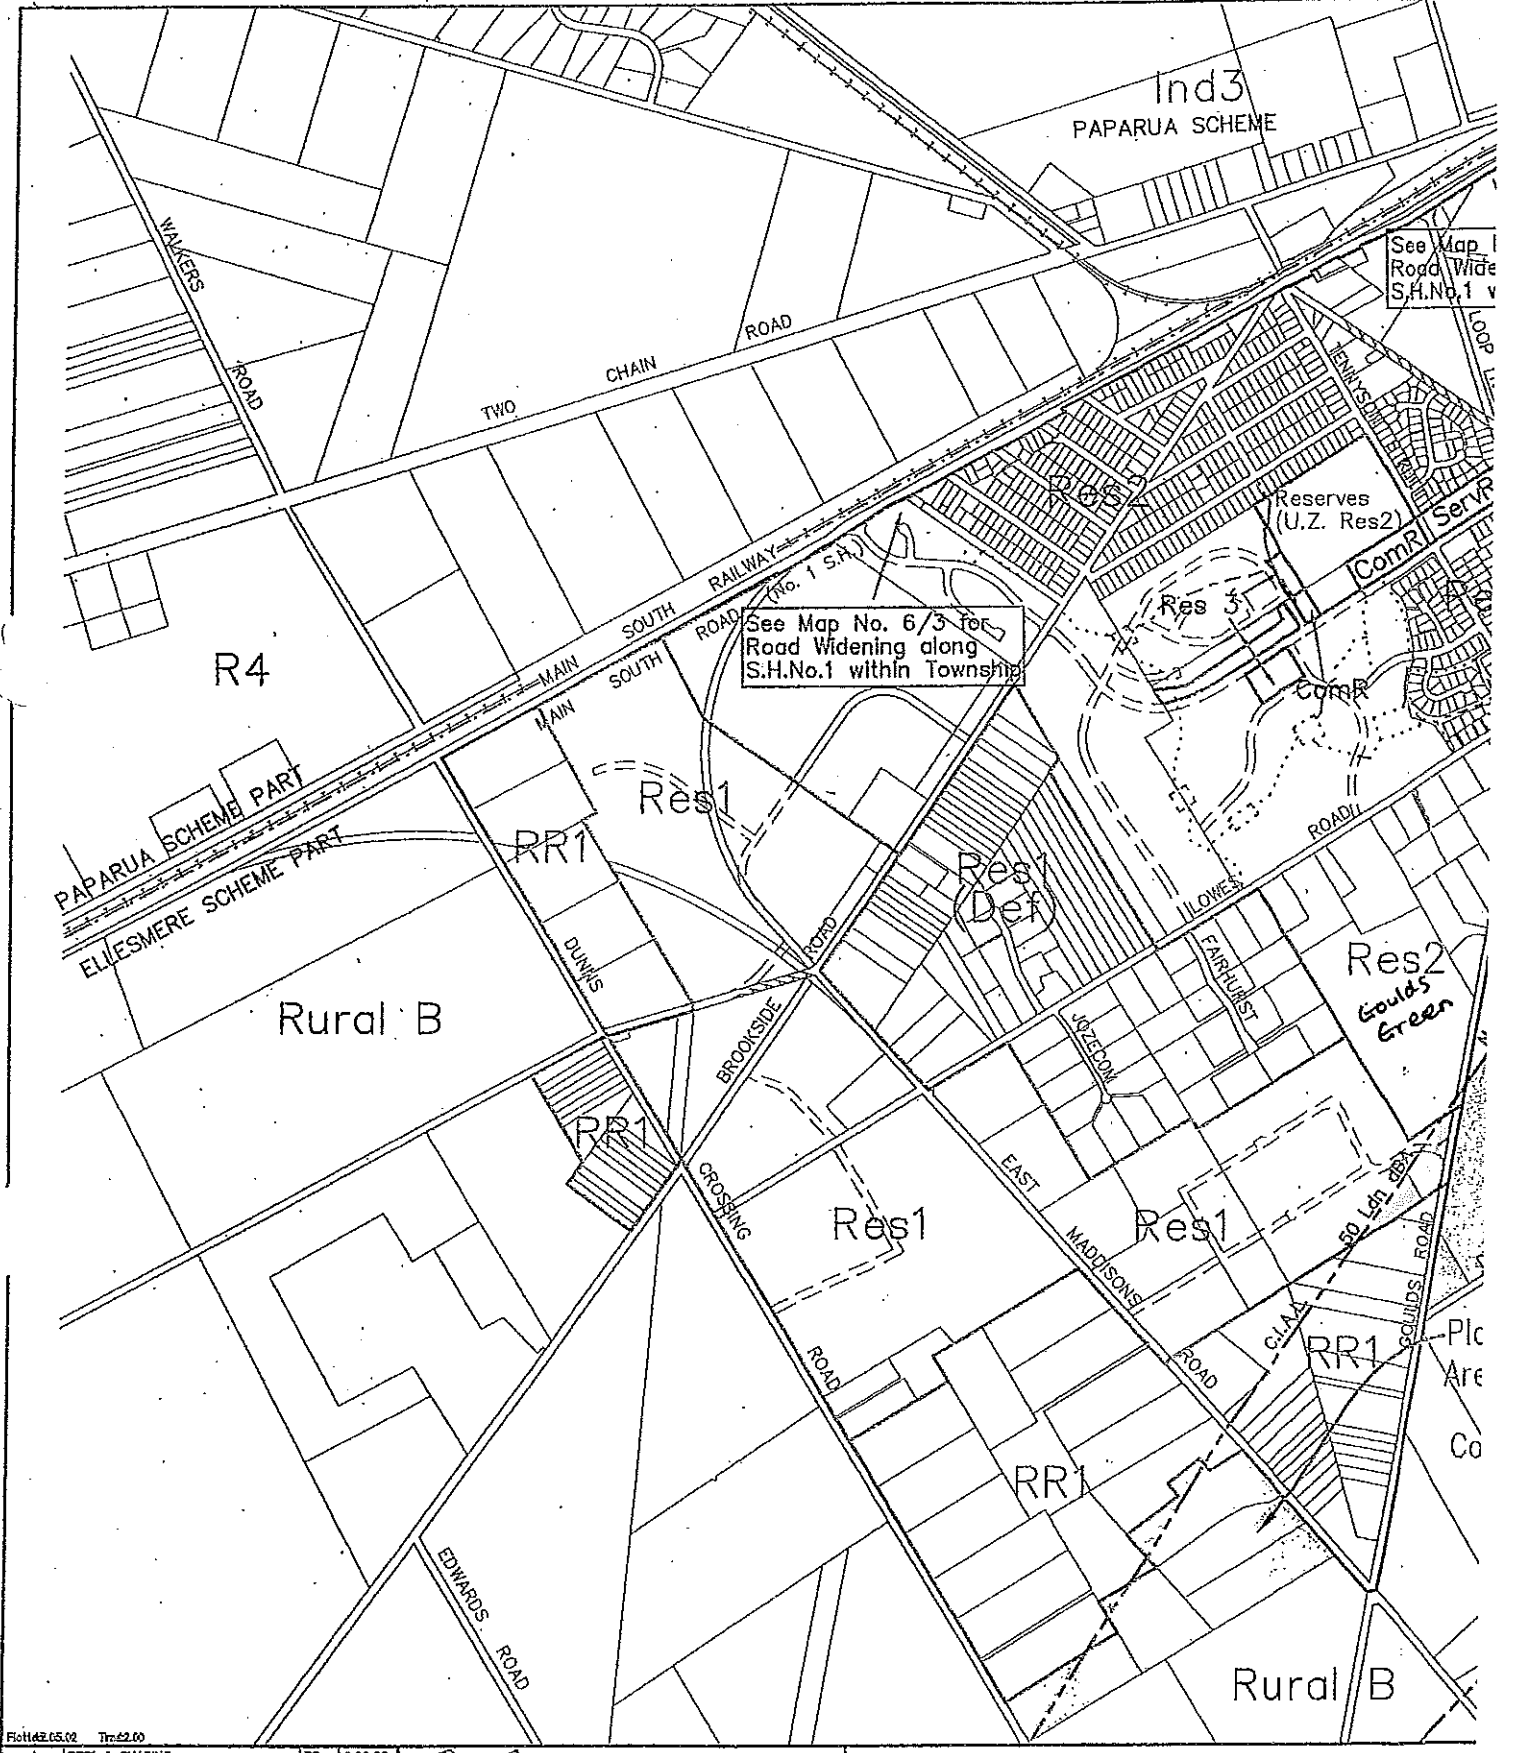 Ind3
PAPARUA SCHEME
WALKERS
ROAD
See Map
Road Wide
S.H.No.1 w
LOOP
TWO
CHAIN
ROAD
TENNYSON
Res2
Reserves
(U.Z. Res2)
ServR
ComR
R4
MAIN
SOUTH
RAILWAY
MAIN
SOUTH
ROAD
(No. 1 S.H.)
See Map No. 6/3 for
Road Widening along
S.H.No.1 within Township
Res 3
ComR
PAPARUA SCHEME PART
ELLESMERE SCHEME PART
Res1
RR1
Res1
(Def)
LOWES
ROAD
DUNNS
ROAD
FAIRHURST
Res2
Goulds
Green
Rural B
BROOKSIDE
JOZECOM
RR1
CROSSING
EAST
Res1
MADDISONS
Res1
50 Ldn dBA
ROAD
GOULDS
C.I.A.L
ROAD
ROAD
RR1
Plc
Are
Co
RR1
EDWARDS
ROAD
Rural B